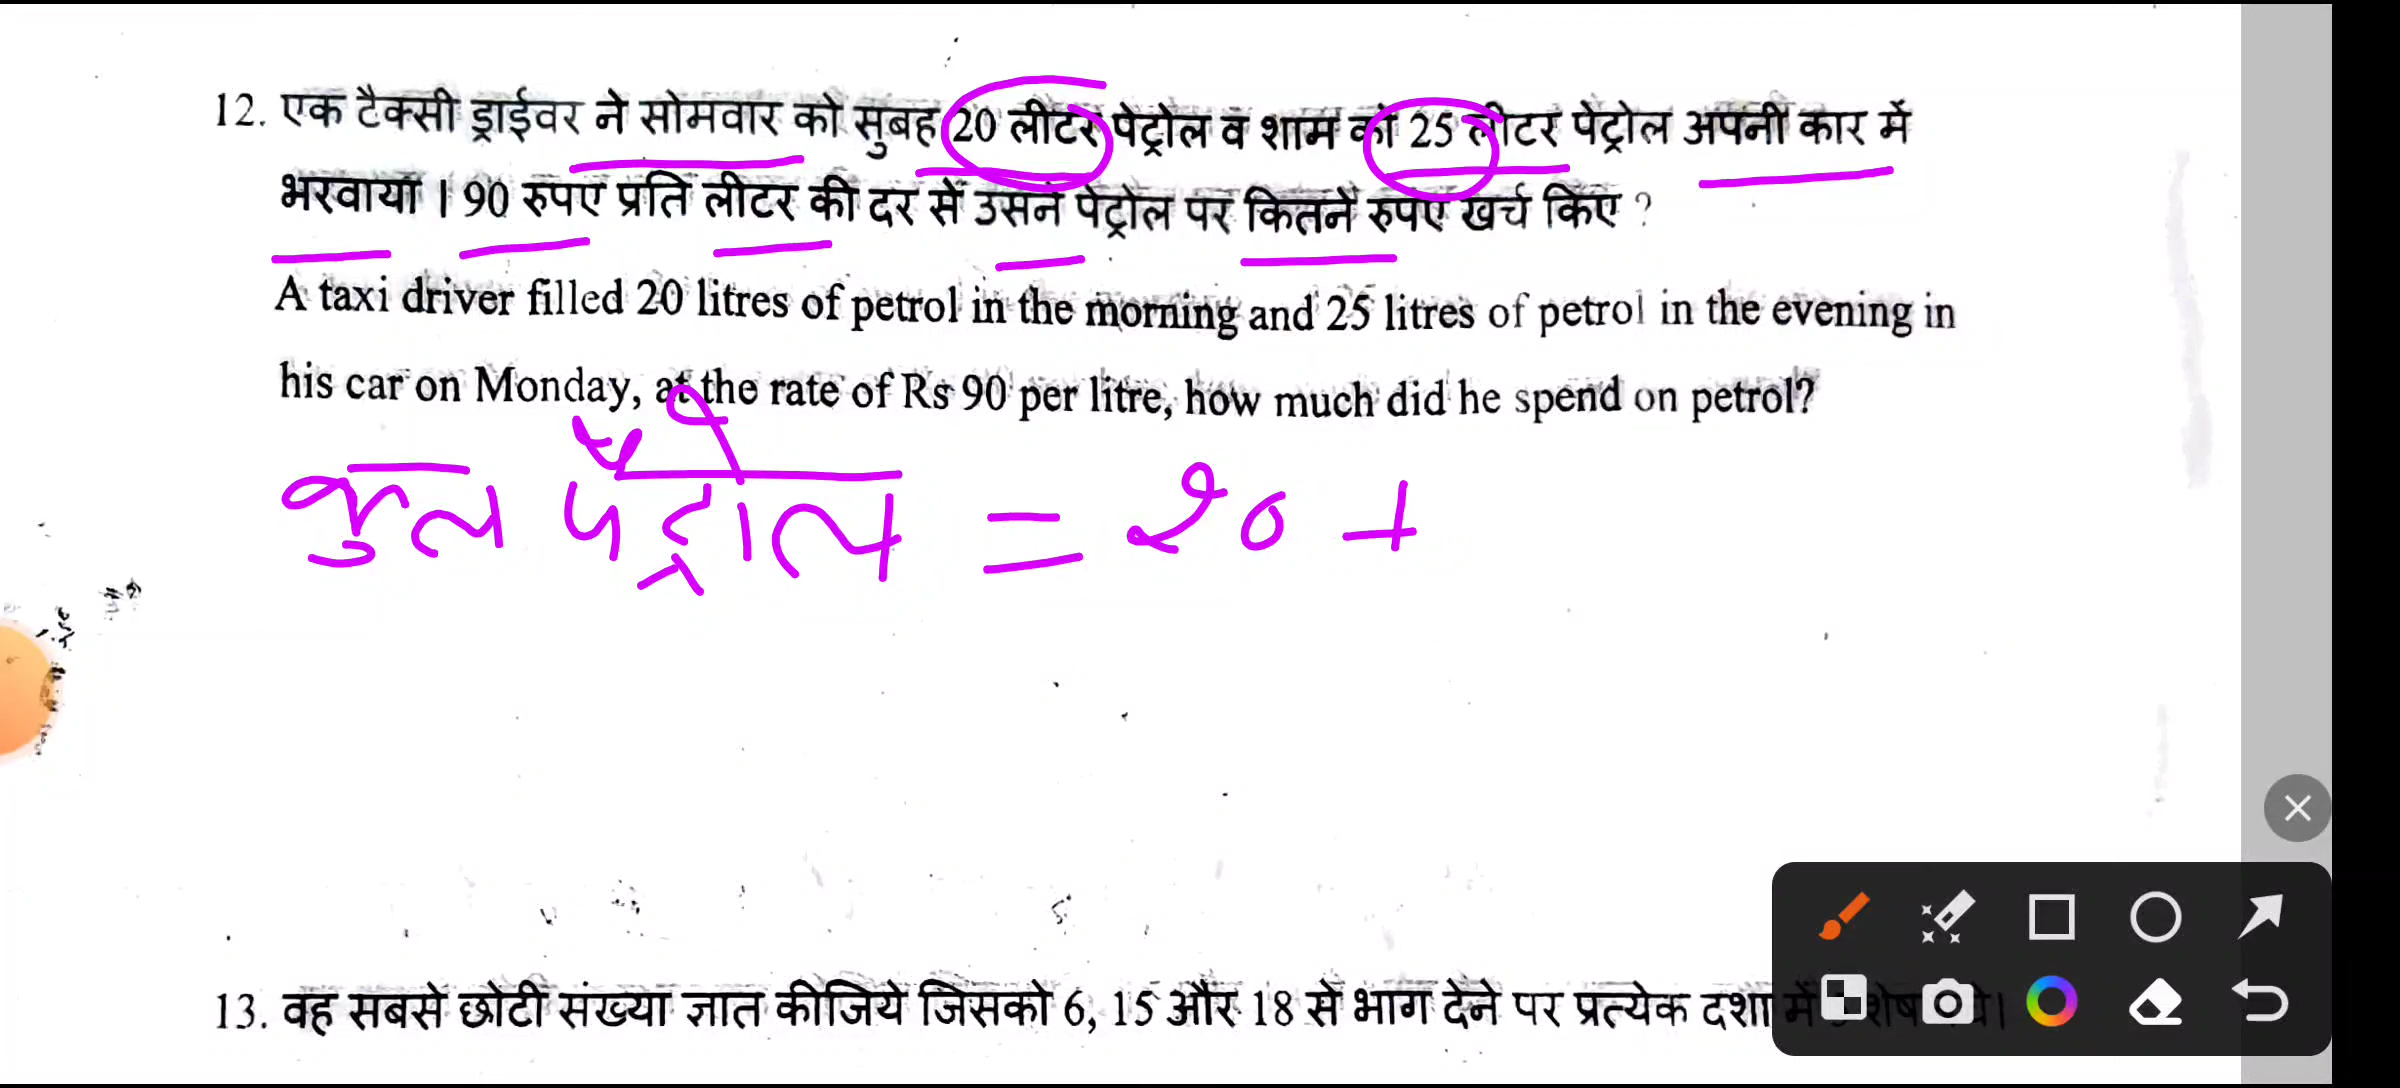 12. एक टैक्सी ड्राईवर ने सोमवार को सुबह 20 लीटर पेट्रोल व शाम को 25 लीटर पेट्रोल अपनी कार में
भरवाया । 90 रुपए प्रति लीटर की दर से उसने पेट्रोल पर कितने रुपए खर्च किए ?
A taxi driver filled 20 litres of petrol in the morning and 25 litres of petrol in the evening in
his car on Monday, at the rate of Rs 90 per litre, how much did he spend on petrol?
कुल पेट्रोल = २० +
13. वह सबसे छोटी संख्या ज्ञात कीजिये जिसको 6, 15 और 18 से भाग देने पर प्रत्येक दशा में शेष